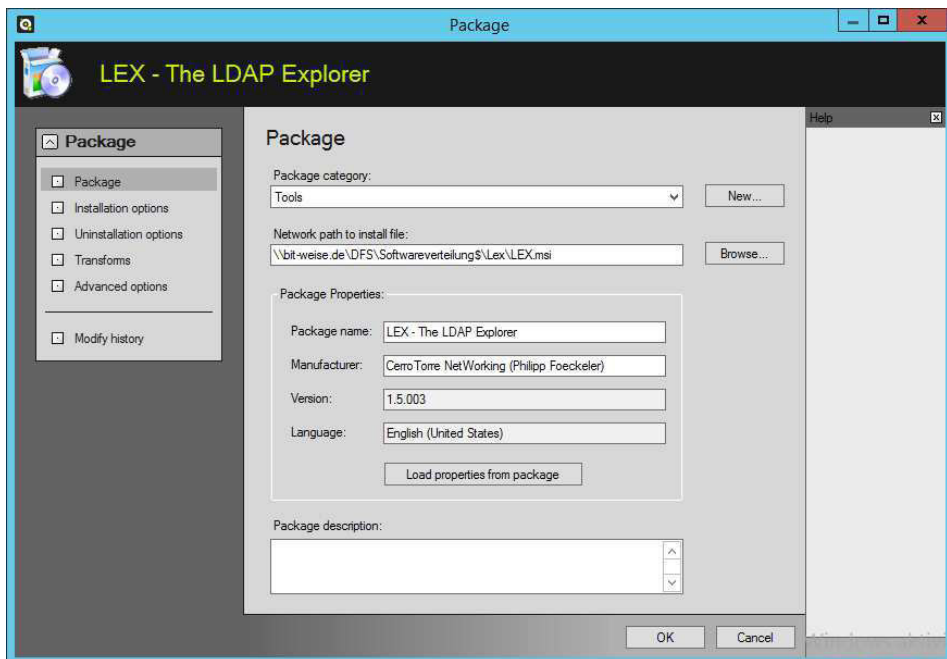 Package
LEX - The LDAP Explorer
Package
Package
Installation options
Uninstallation options
Transforms
Advanced options
Modify history
Package
Package category:
Tools
New...
Network path to install file:
\\bit-weise.de\DFS\Softwareverteilung$\Lex\LEX.msi
Browse...
Package Properties:
Package name:
LEX - The LDAP Explorer
Manufacturer:
CerroTorre NetWorking (Philipp Foeckeler)
Version:
1.5.003
Language:
English (United States)
Load properties from package
Package description:
OK
Cancel
Help